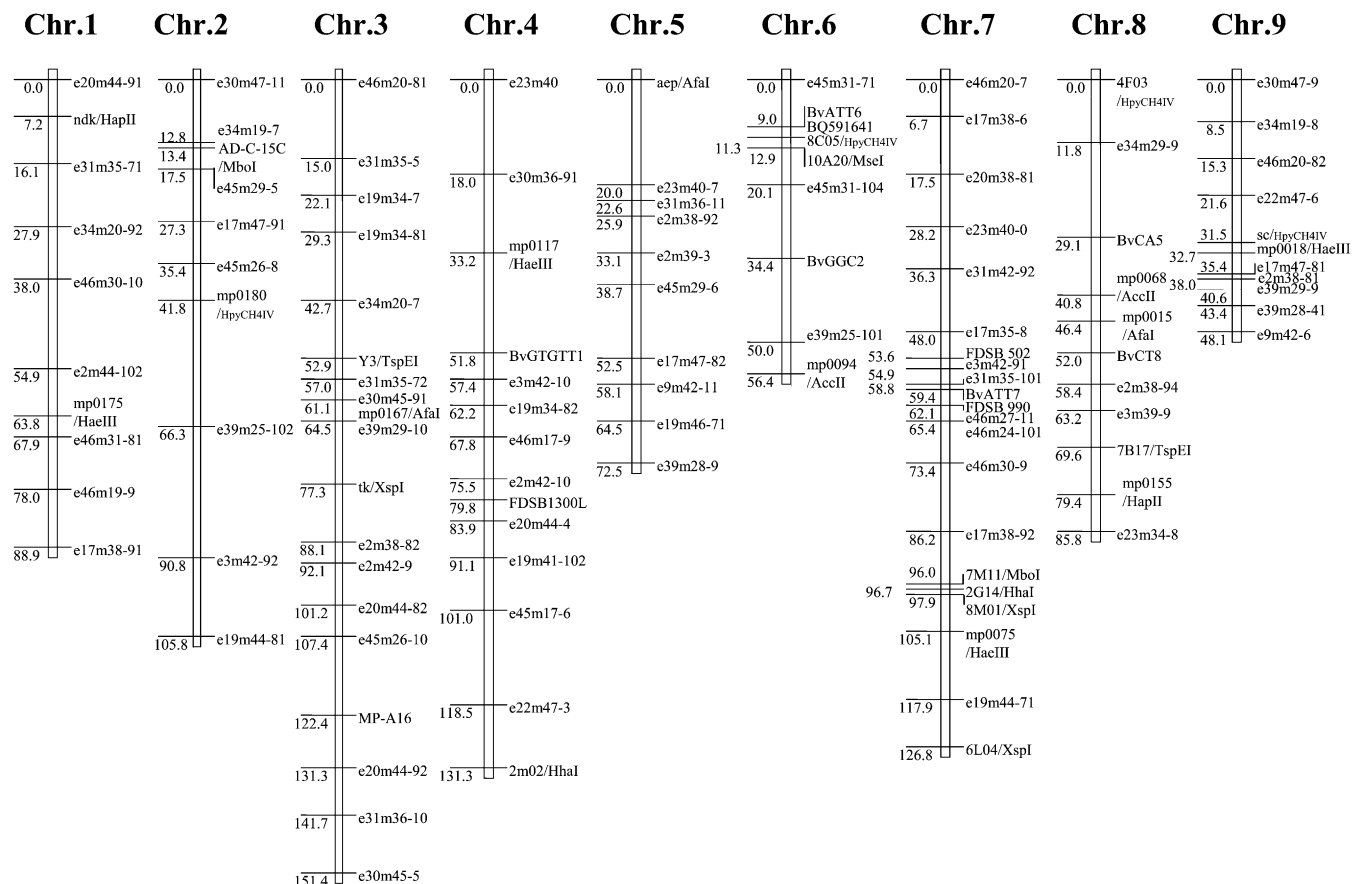 Chr.1
0.0 e20m44-91
7.2 ndk/HapII
16.1 e31m35-71
27.9 e34m20-92
38.0 e46m30-10
54.9 e2m44-102
63.8 mp0175
/HaeIII
67.9 e46m31-81
78.0 e46m19-9
88.9 e17m38-91
Chr.2
0.0 e30m47-11
12.8 e34m19-7
13.4 AD-C-15C
/MboI
17.5 e45m29-5
27.3 e17m47-91
35.4 e45m26-8
41.8 mp0180
/HpyCH4IV
66.3 e39m25-102
90.8 e3m42-92
105.8 e19m44-81
Chr.3
0.0 e46m20-81
15.0 e31m35-5
22.1 e19m34-7
29.3 e19m34-81
42.7 e34m20-7
52.9 Y3/TspEI
57.0 e31m35-72
61.1 e30m45-91
mp0167/AfaI
64.5 e39m29-10
77.3 tk/XspI
88.1 e2m38-82
92.1 e2m42-9
101.2 e20m44-82
107.4 e45m26-10
122.4 MP-A16
131.3 e20m44-92
141.7 e31m36-10
151.4 e30m45-5
Chr.4
0.0 e23m40
18.0 e30m36-91
33.2 mp0117
/HaeIII
51.8 BvGTGTT1
57.4 e3m42-10
62.2 e19m34-82
67.8 e46m17-9
75.5 e2m42-10
79.8 FDSB1300L
83.9 e20m44-4
91.1 e19m41-102
101.0 e45m17-6
118.5 e22m47-3
131.3 2m02/HhaI
Chr.5
0.0 aep/AfaI
20.0 e23m40-7
22.6 e31m36-11
25.9 e2m38-92
33.1 e2m39-3
38.7 e45m29-6
52.5 e17m47-82
58.1 e9m42-11
64.5 e19m46-71
72.5 e39m28-9
Chr.6
0.0 e45m31-71
9.0 BvATT6
BQ591641
11.3 8C05/HpyCH4IV
12.9 10A20/MseI
20.1 e45m31-104
34.4 BvGGC2
50.0 e39m25-101
56.4 mp0094
/AccII
Chr.7
0.0 e46m20-7
6.7 e17m38-6
17.5 e20m38-81
28.2 e23m40-0
36.3 e31m42-92
48.0 e17m35-8
53.6 FDSB 502
54.9 e3m42-91
58.8 e31m35-101
59.4 BvATT7
62.1 FDSB 990
65.4 e46m27-11
e46m24-101
73.4 e46m30-9
86.2 e17m38-92
96.0 7M11/MboI
96.7 2G14/HhaI
97.9 8M01/XspI
105.1 mp0075
/HaeIII
117.9 e19m44-71
126.8 6L04/XspI
Chr.8
0.0 4F03
/HpyCH4IV
11.8 e34m29-9
29.1 BvCA5
40.8 mp0068
/AccII
46.4 mp0015
/AfaI
52.0 BvCT8
58.4 e2m38-94
63.2 e3m39-9
69.6 7B17/TspEI
79.4 mp0155
/HapII
85.8 e23m34-8
Chr.9
0.0 e30m47-9
8.5 e34m19-8
15.3 e46m20-82
21.6 e22m47-6
31.5 sc/HpyCH4IV
32.7 mp0018/HaeIII
35.4 e17m47-81
38.0 e2m38-81
40.6 e39m29-9
43.4 e39m28-41
48.1 e9m42-6